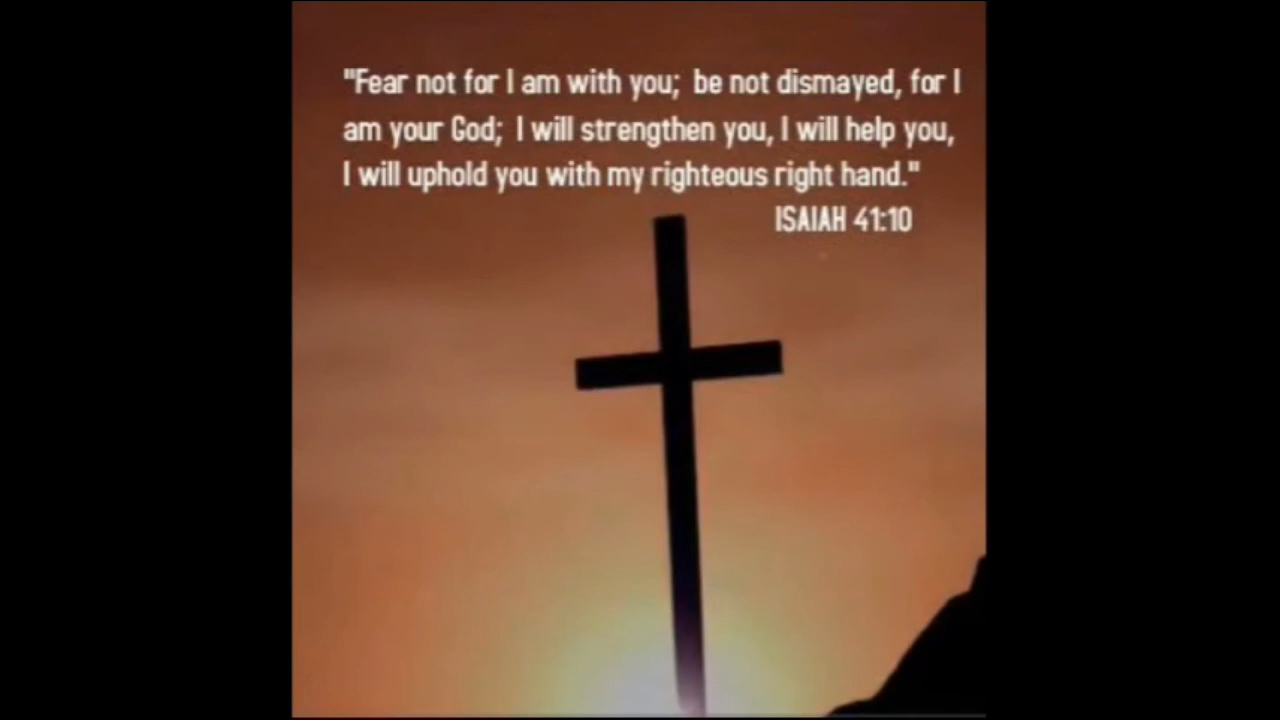 "Fear not for I am with you; be not dismayed, for I
am your God; I will strengthen you, I will help you,
I will uphold you with my righteous right hand."
ISAIAH 41:10